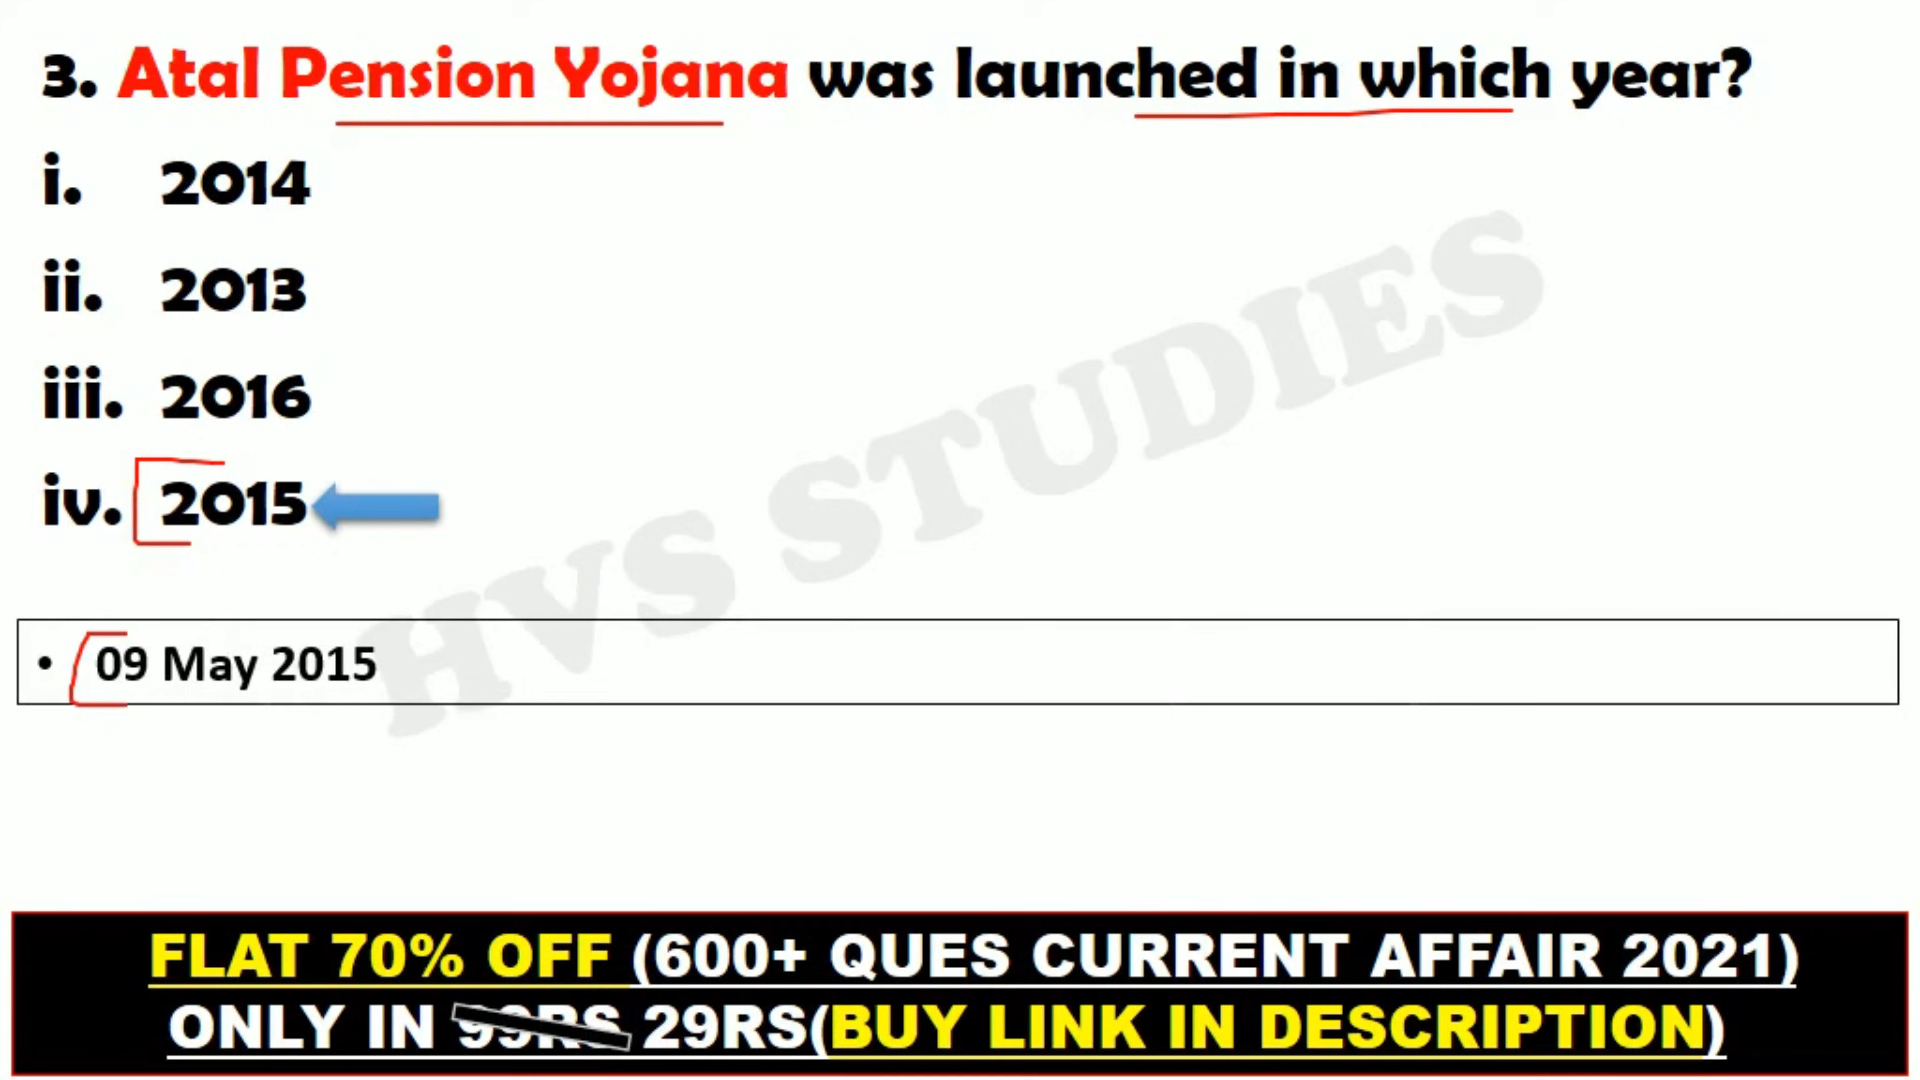 3. Atal Pension Yojana was launched in which year?
i. 2014
ii. 2013
iii. 2016
iv. 2015
HVS STUDIES
• 09 May 2015
FLAT 70% OFF (600+ QUES CURRENT AFFAIR 2021)
ONLY IN 99RS 29RS(BUY LINK IN DESCRIPTION)